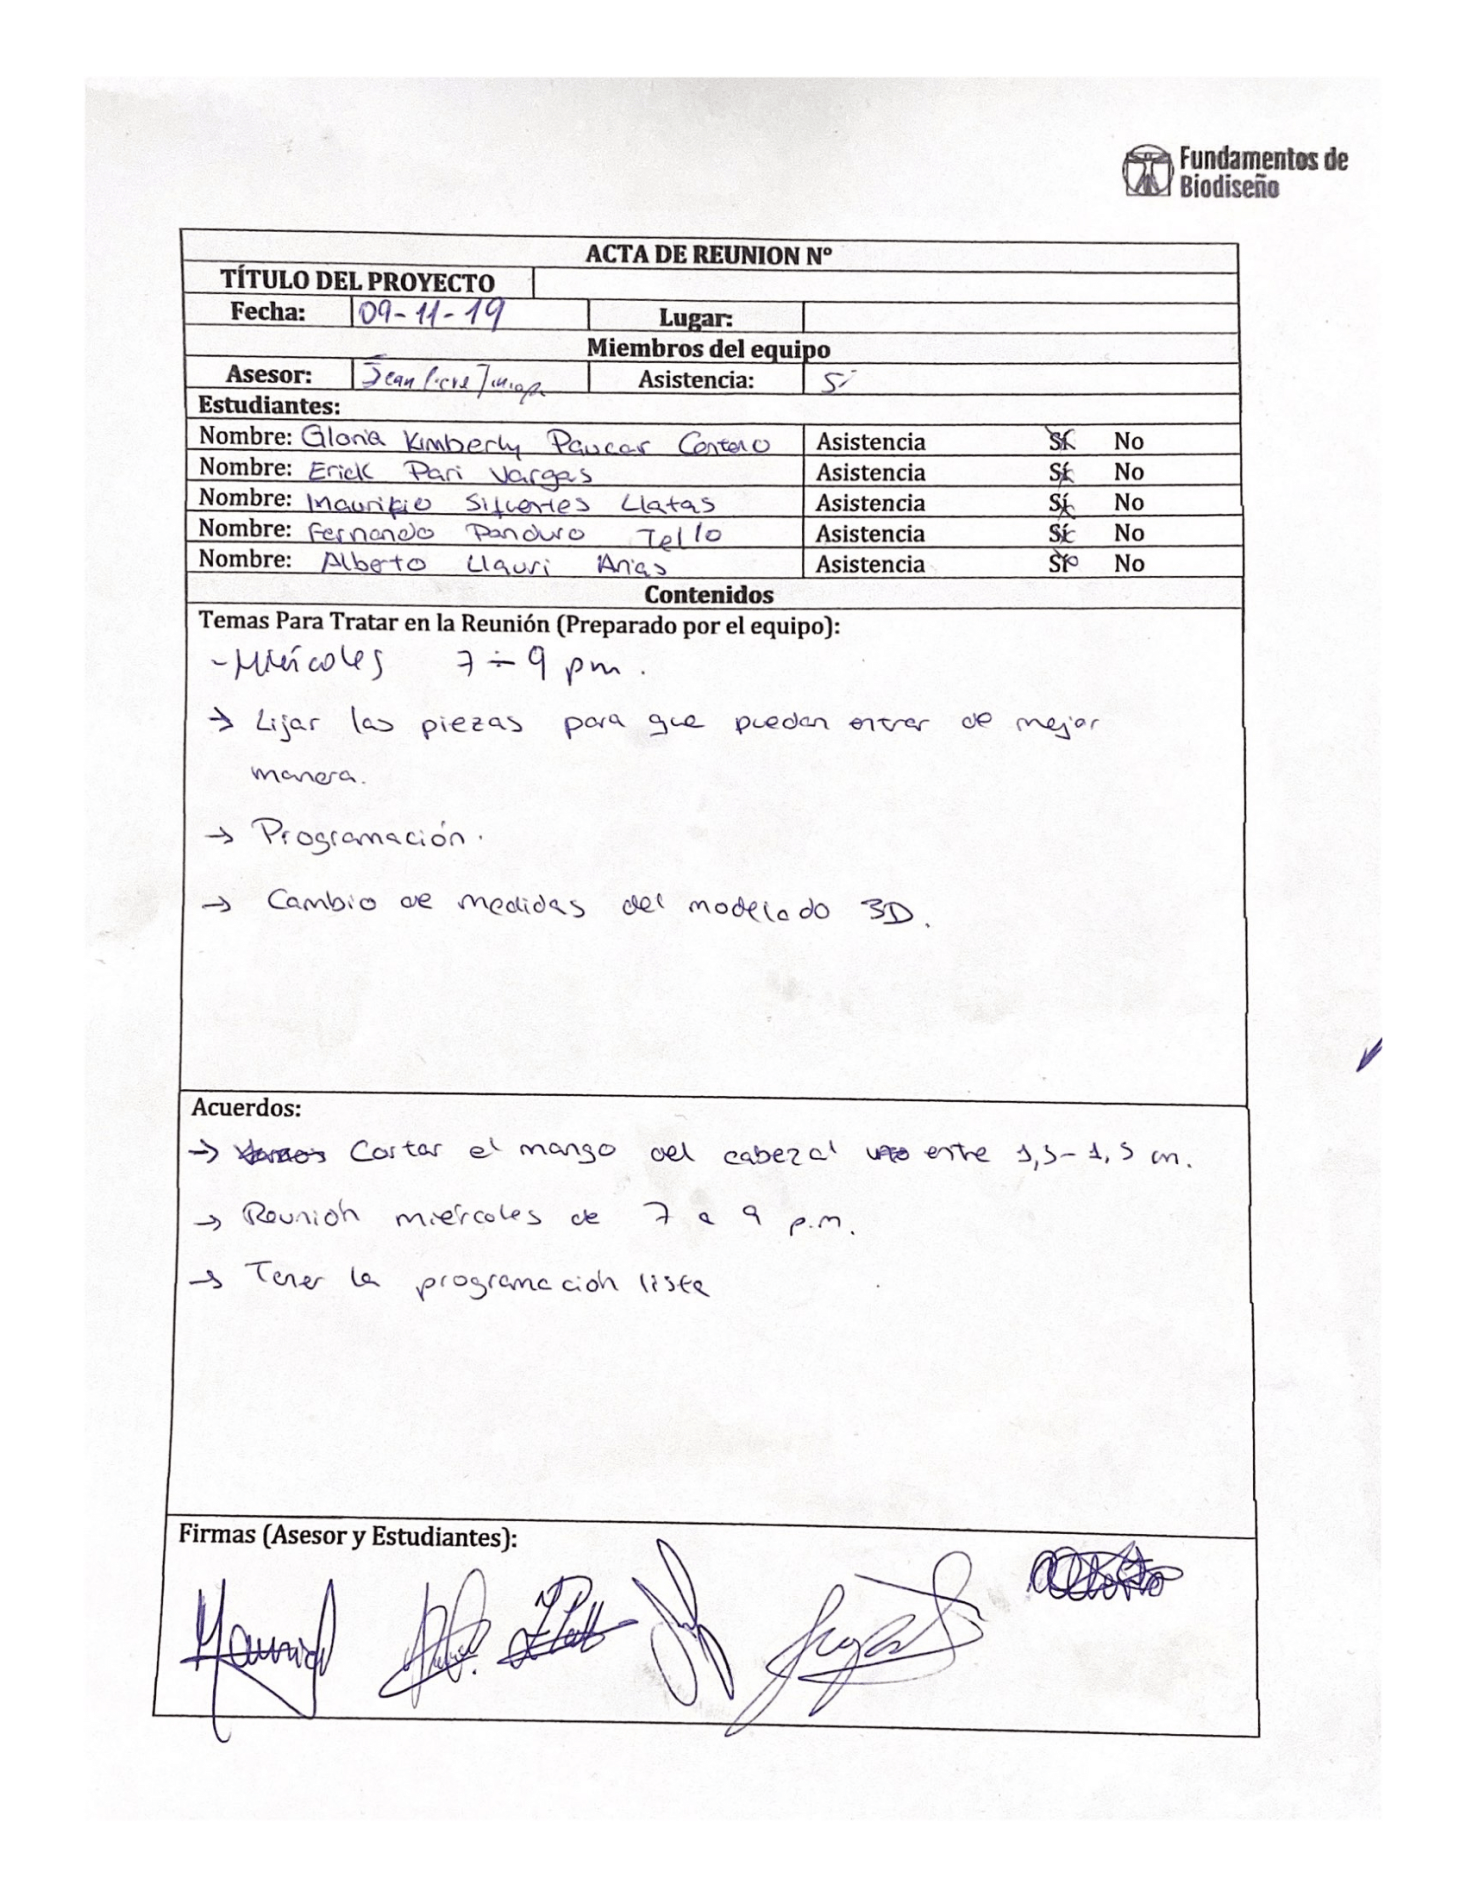 Fundamentos de
Biodiseño
ACTA DE REUNION Nº
TÍTULO DEL PROYECTO
Fecha: 09-11-19 Lugar:
Miembros del equipo
Asesor: Jean Asistencia: Si
Estudiantes:
Nombre: Gloria Kimberly Paucar Asistencia Sí No
Nombre: Erick Pari Vargas Asistencia Sí No
Nombre: Sifuentes Llatas Asistencia Sí No
Nombre: Fernando Panduro Tello Asistencia Sí No
Nombre: Alberto Llauri Arias Asistencia Sí No
Contenidos
Temas Para Tratar en la Reunión (Preparado por el equipo):
- Miércoles 7 - 9 pm.
→ Lijar las piezas para que puedan entrar de mejor
manera.
→ Programación.
→ Cambio de medidas del modelado 3D.
Acuerdos:
→ Cortar el mango del cabezal entre 1,3 - 1,5 cm.
→ Reunión miércoles de 7 a 9 p.m.
→ Tener la programación lista
Firmas (Asesor y Estudiantes):